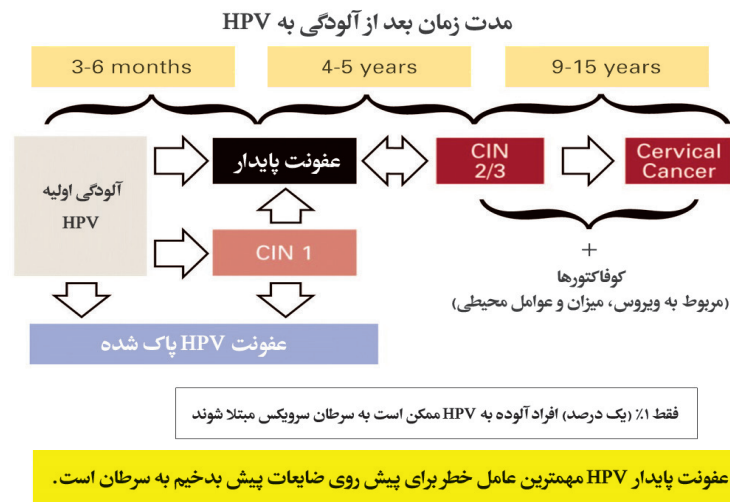 مدت زمان بعد از آلودگی به HPV
3-6 months
4-5 years
9-15 years
آلودگی اولیه
HPV
عفونت پایدار
CIN
2/3
Cervical
Cancer
CIN 1
+
کوفاکتورها
(مربوط به ویروس، میزان و عوامل محیطی)
عفونت HPV پاک شده
فقط ۱٪ (یک درصد) افراد آلوده به HPV ممکن است به سرطان سرویکس مبتلا شوند
عفونت پایدار HPV مهمترین عامل خطر برای پیش روی ضایعات پیش بدخیم به سرطان است.